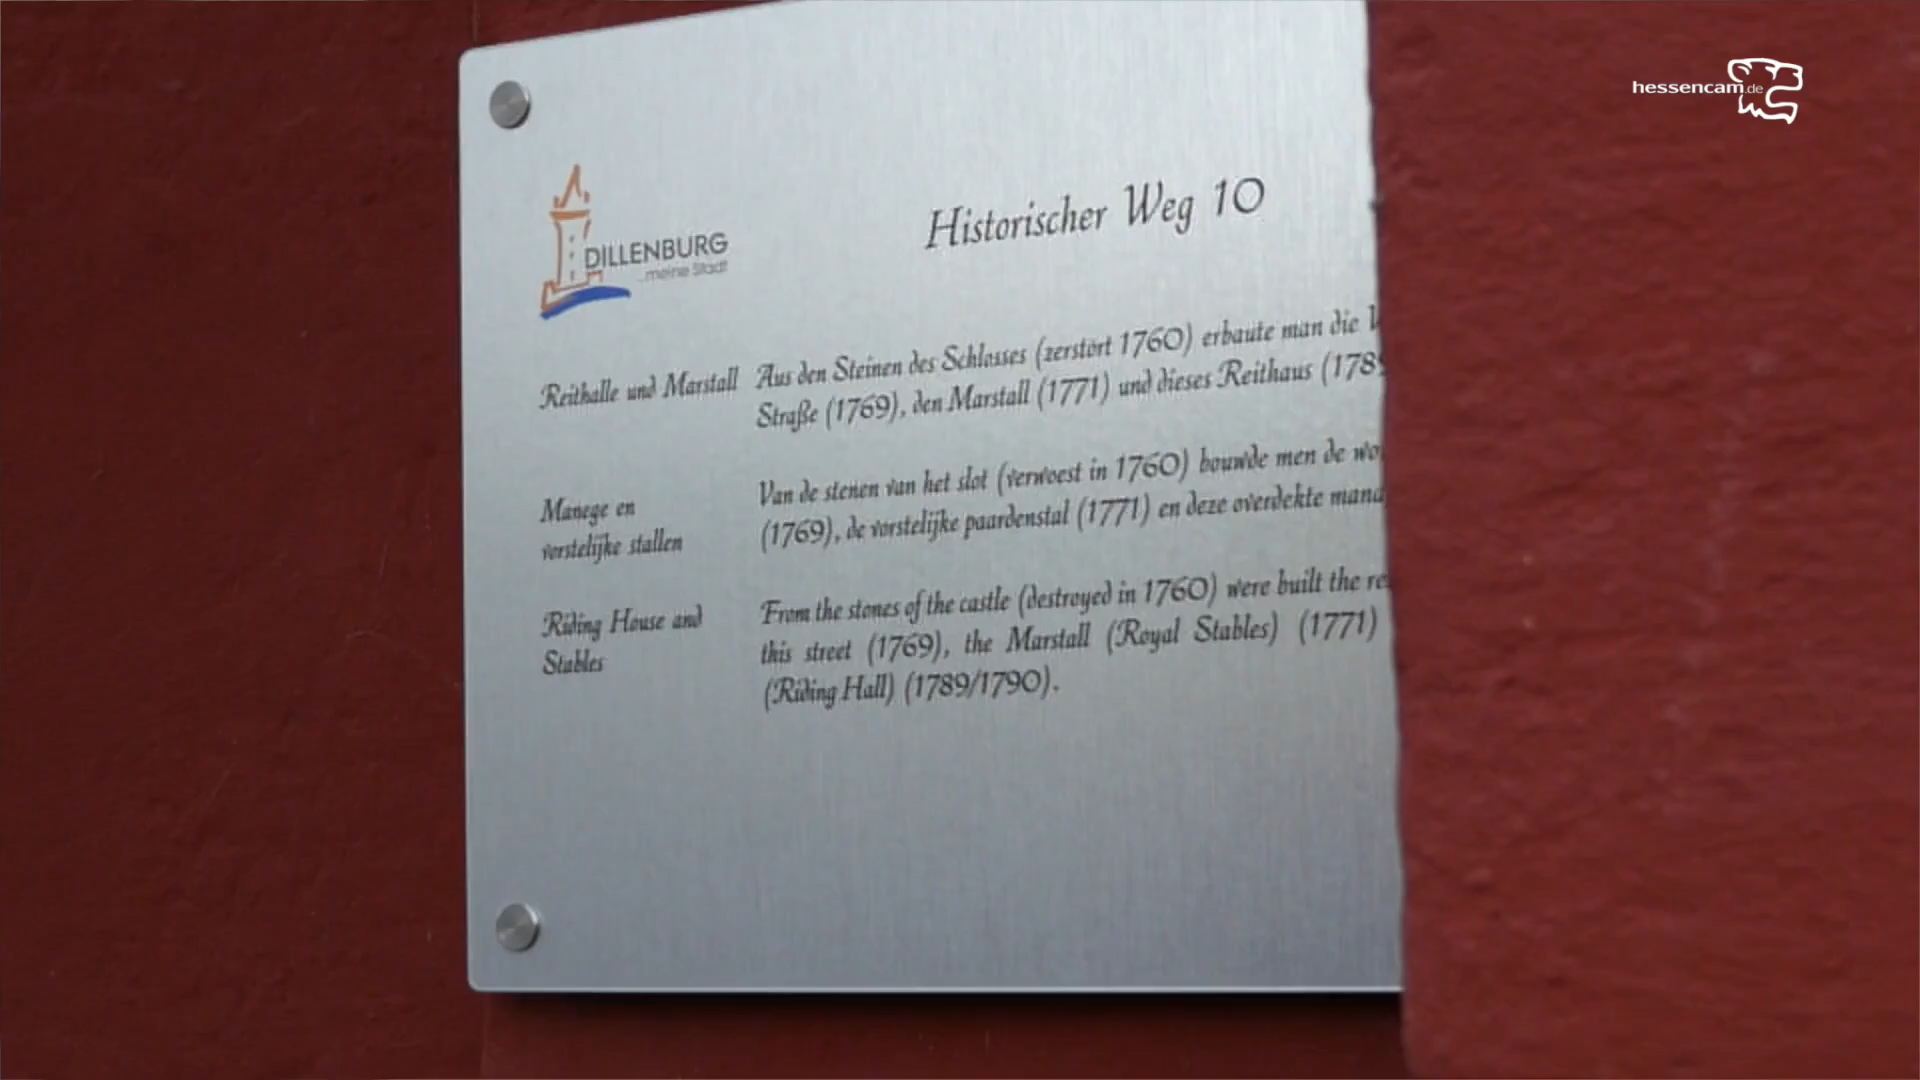 hessencam.de
DILLENBURG
...meine Stadt
Historischer Weg 10
Reithalle und Marstall
Aus den Steinen des Schlosses (zerstört 1760) erbaute man die
Straße (1769), den Marstall (1771) und dieses Reithaus (1789
Manege en
vorstelijke stallen
Van de stenen van het slot (verwoest in 1760) bouwde men de
(1769), de vorstelijke paardenstal (1771) en deze overdekte
Riding House and
Stables
From the stones of the castle (destroyed in 1760) were built the
this street (1769), the Marstall (Royal Stables) (1771)
(Riding Hall) (1789/1790).